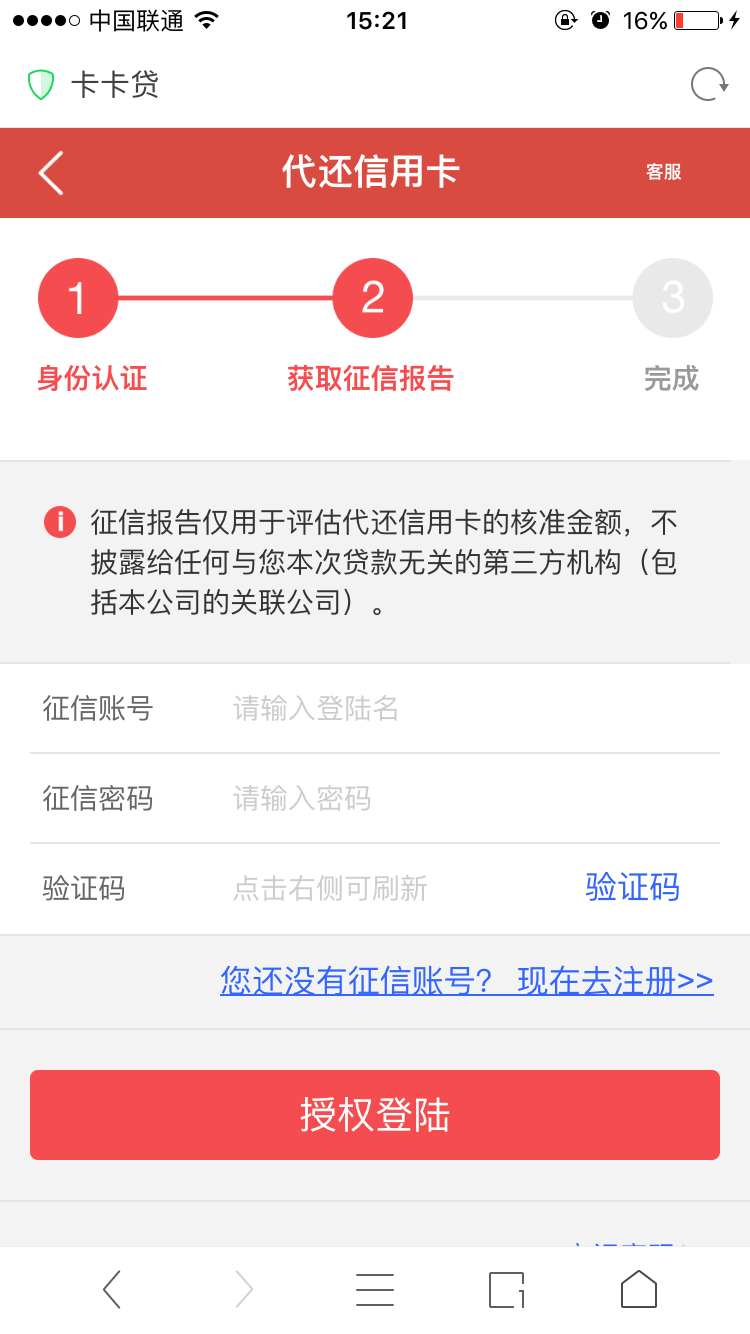 中国联通 15:21 16%
卡卡贷
代还信用卡 客服
1 2 3
身份认证 获取征信报告 完成
征信报告仅用于评估代还信用卡的核准金额，不
披露给任何与您本次贷款无关的第三方机构（包
括本公司的关联公司）。
征信账号 请输入登陆名
征信密码 请输入密码
验证码 点击右侧可刷新 验证码
您还没有征信账号? 现在去注册>>
授权登陆
1